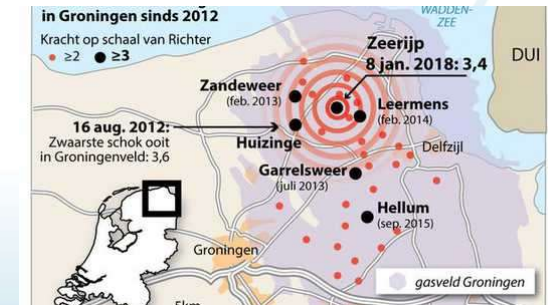 in Groningen sinds 2012
Kracht op schaal van Richter
≥2 ≥3
WADDEN-
ZEE
DUI
Zeerijp
8 jan. 2018: 3,4
Zandeweer
(feb. 2013)
Leermens
(feb. 2014)
16 aug. 2012:
Zwaarste schok ooit
in Groningenveld: 3,6
Huizinge
Delfzijl
Garrelsweer
(juli 2013)
Hellum
(sep. 2015)
Groningen
gasveld Groningen
5km